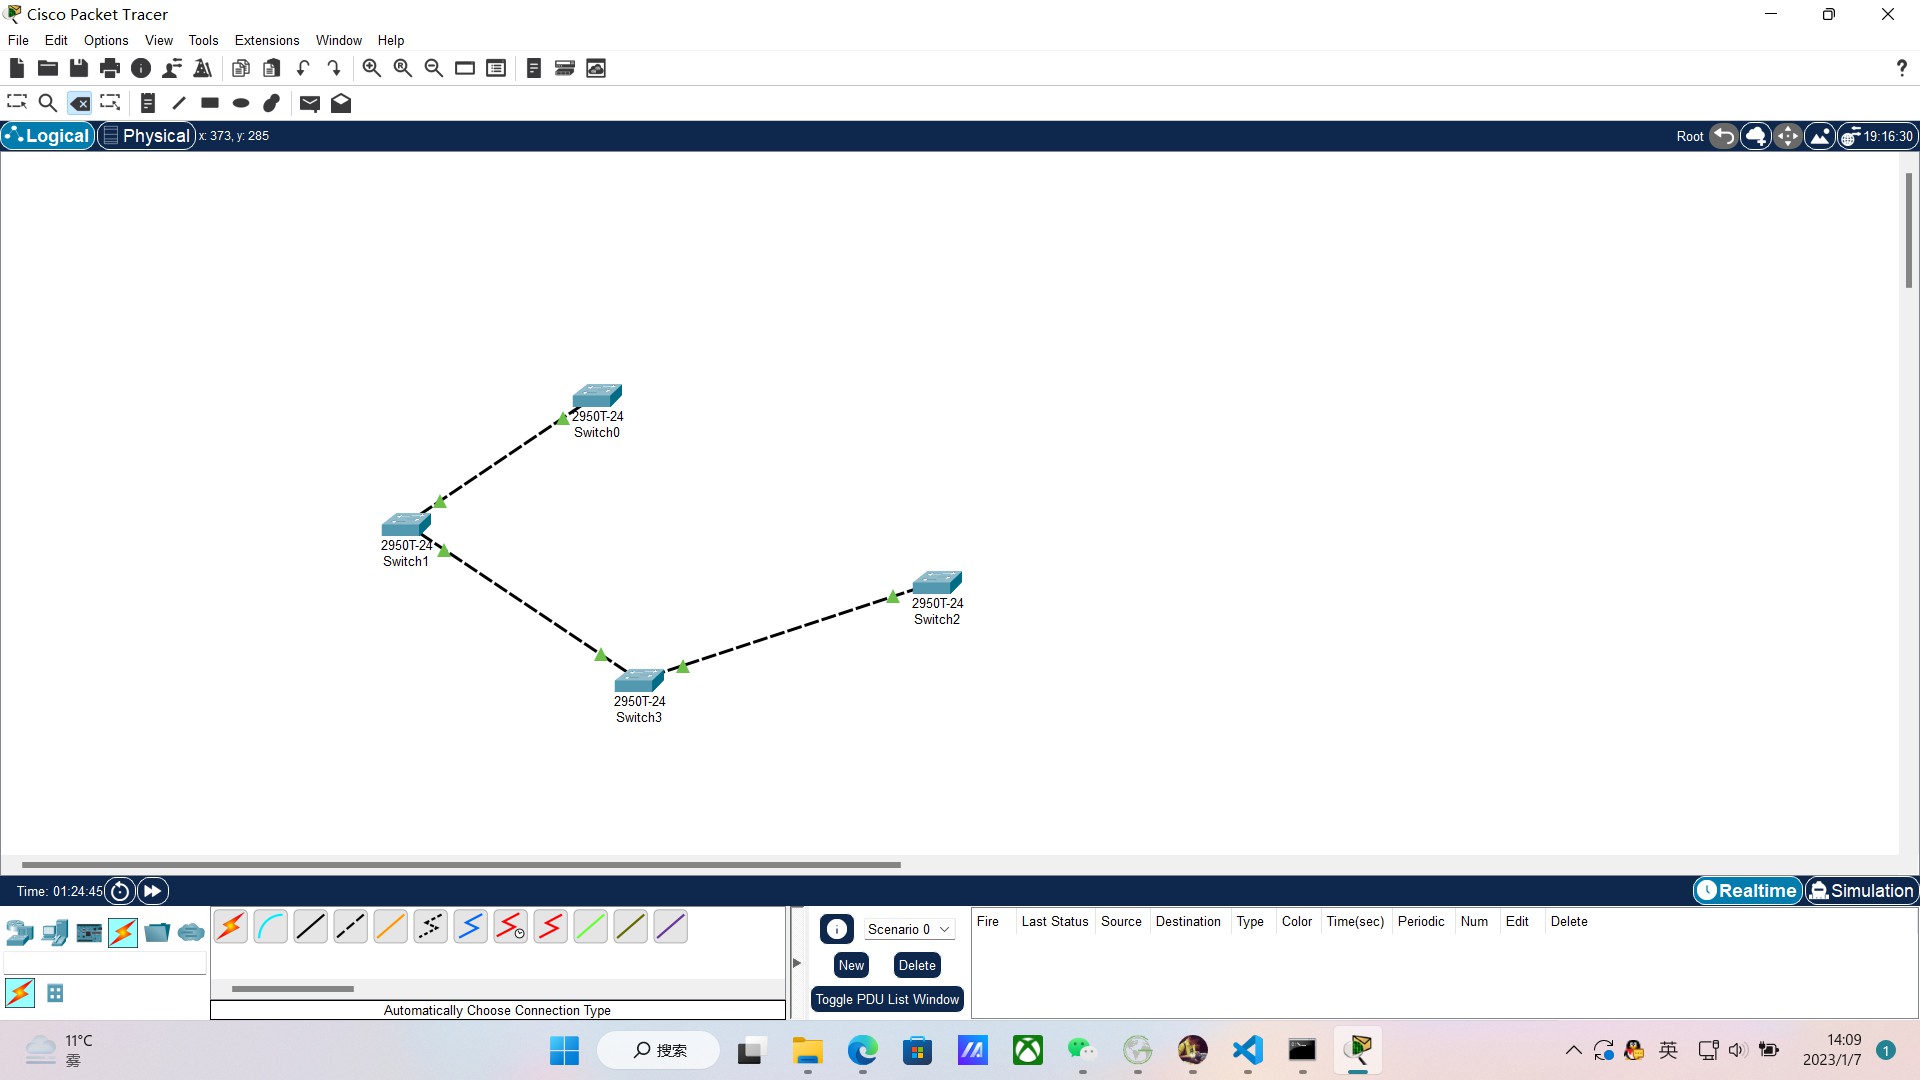 Cisco Packet Tracer
File Edit Options View Tools Extensions Window Help
?
Logical Physical x: 373, y: 285 Root 19:16:30
2950T-24
Switch0
2950T-24
Switch1
2950T-24
Switch2
2950T-24
Switch3
Time: 01:24:45 Realtime Simulation
Scenario 0
New Delete
Toggle PDU List Window
Fire Last Status Source Destination Type Color Time(sec) Periodic Num Edit Delete
Automatically Choose Connection Type
11°C
雾
搜索
英
14:09
2023/1/7
1